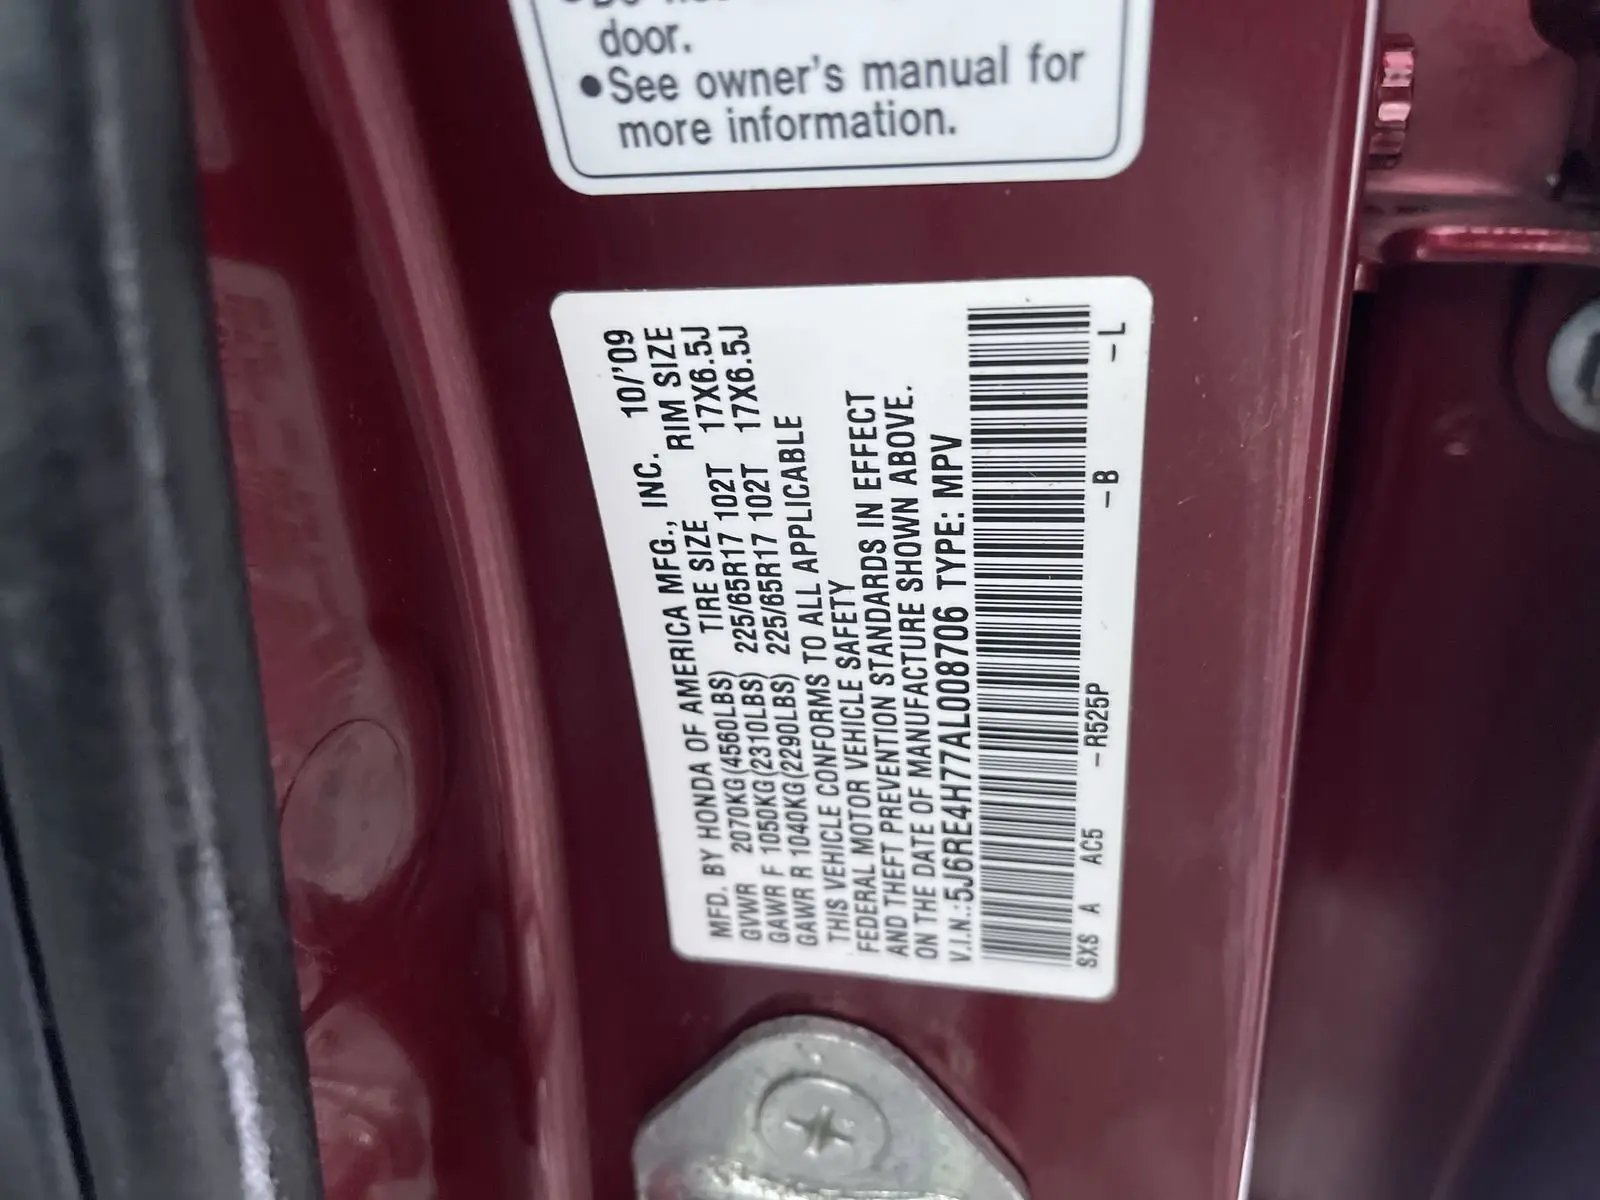 door.
•See owner's manual for
more information.
MFD. BY HONDA OF AMERICA MFG., INC. 10/'09
GVWR 2070KG(4560LBS) TIRE SIZE RIM SIZE
GAWR F 1050KG(2310LBS) 225/65R17 102T 17X6.5J
GAWR R 1040KG(2290LBS) 225/65R17 102T 17X6.5J
THIS VEHICLE CONFORMS TO ALL APPLICABLE
FEDERAL MOTOR VEHICLE SAFETY
AND THEFT PREVENTION STANDARDS IN EFFECT
ON THE DATE OF MANUFACTURE SHOWN ABOVE.
V.I.N.:5J6RE4H77AL008706 TYPE: MPV
SXS A AC5 -R525P -B -L